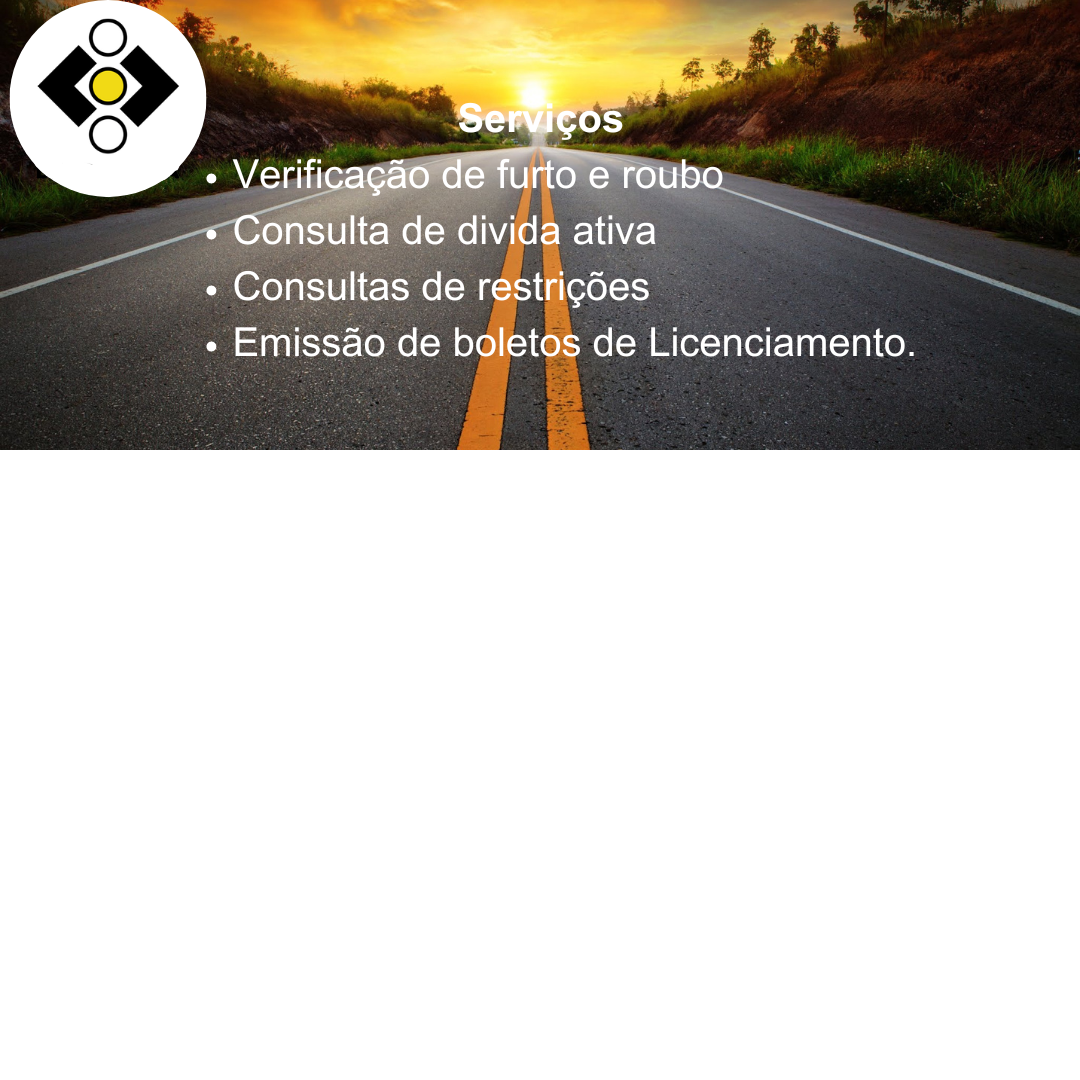 Serviços
• Verificação de furto e roubo
• Consulta de divida ativa
• Consultas de restrições
• Emissão de boletos de Licenciamento.